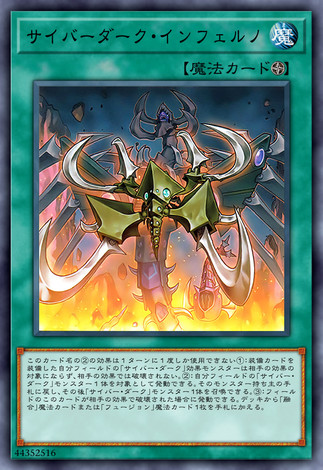 サイバーダーク・インフェルノ
魔
【魔法カード】
このカード名の②の効果は１ターンに１度しか使用できない①:装備カードを
装備した自分フィールドの「サイバー・ダーク」効果モンスターは相手の効果の
対象にならず、相手の効果では破壊されない。②:自分フィールドの「サイバー・
ダーク」モンスター１体を対象として発動できる。そのモンスター持ち主の手
札に戻し、その後「サイバー・ダーク」モンスター１体を召喚できる。③:フィー
ルドのこのカードが相手の効果で破壊された場合に発動できる。デッキから「融
合」魔法カードまたは「フュージョン」魔法カード1枚を手札に加える。
44352516